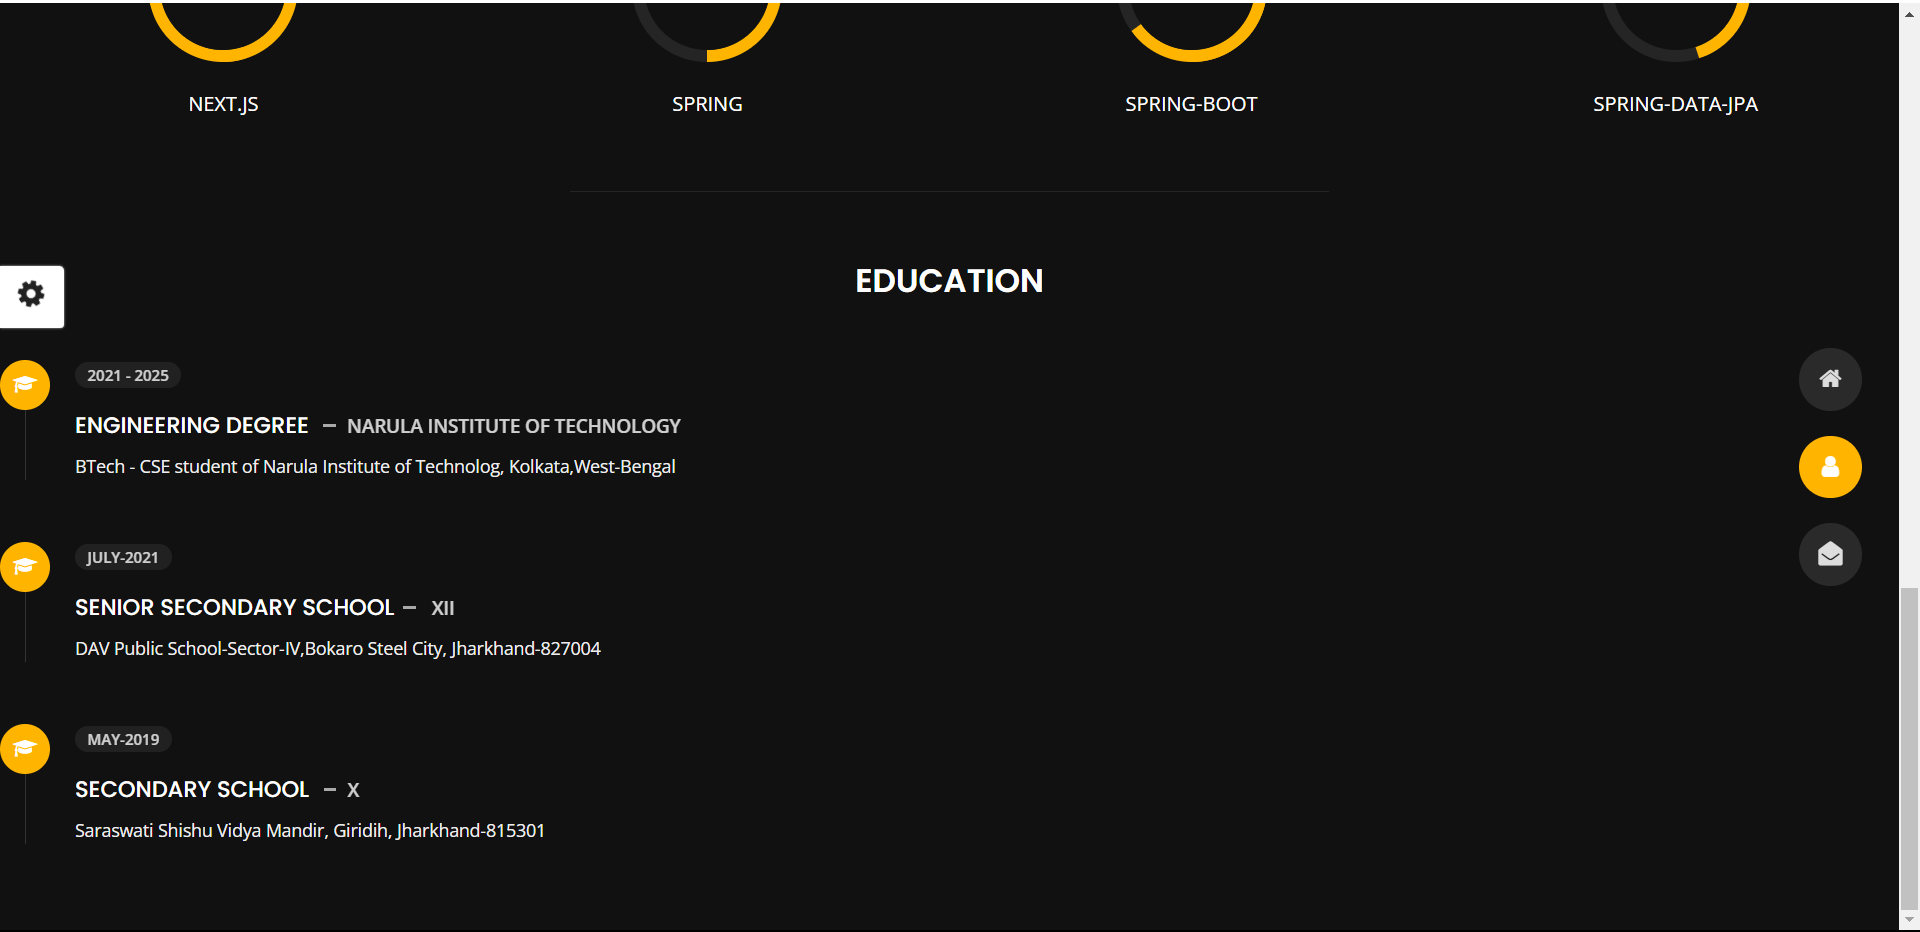 NEXT.JS
SPRING
SPRING-BOOT
SPRING-DATA-JPA
EDUCATION
2021 - 2025
ENGINEERING DEGREE – NARULA INSTITUTE OF TECHNOLOGY
BTech - CSE student of Narula Institute of Technolog, Kolkata,West-Bengal
JULY-2021
SENIOR SECONDARY SCHOOL – XII
DAV Public School-Sector-IV,Bokaro Steel City, Jharkhand-827004
MAY-2019
SECONDARY SCHOOL – X
Saraswati Shishu Vidya Mandir, Giridih, Jharkhand-815301